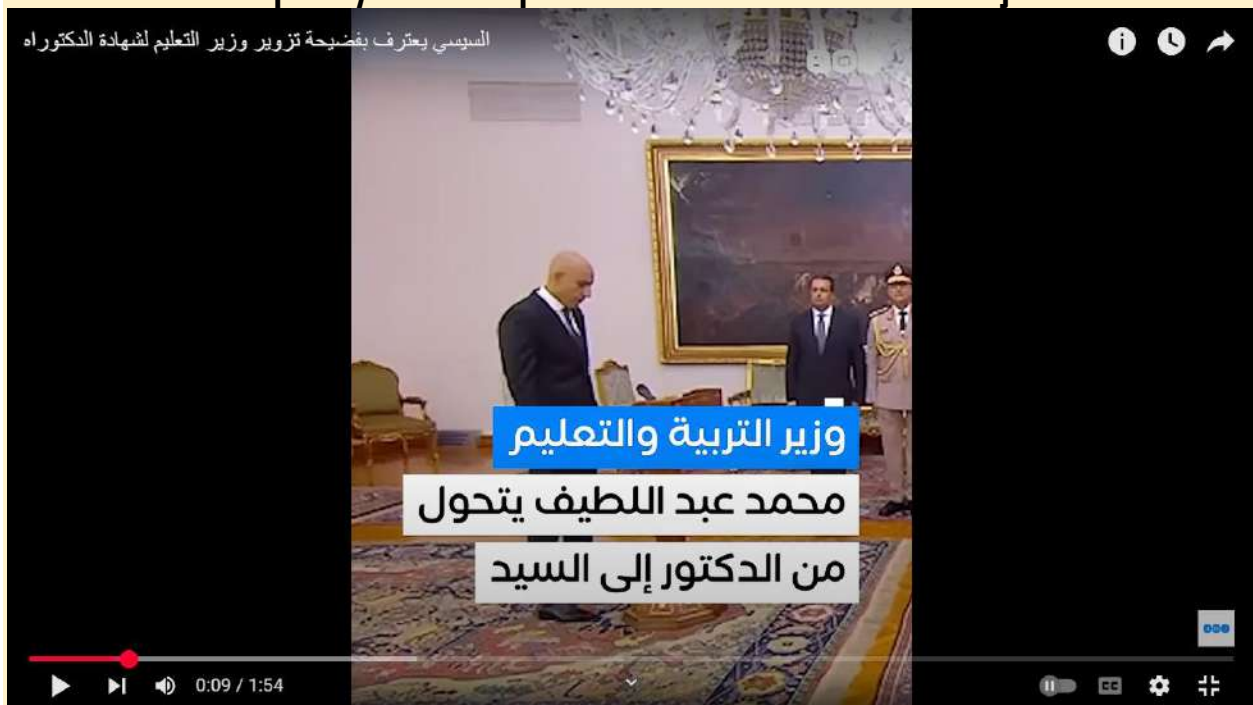 السيسي يعترف بفضيحة تزوير وزير التعليم لشهادة الدكتوراه
وزير التربية والتعليم
محمد عبد اللطيف يتحول
من الدكتور إلى السيد
0:09 / 1:54
CC